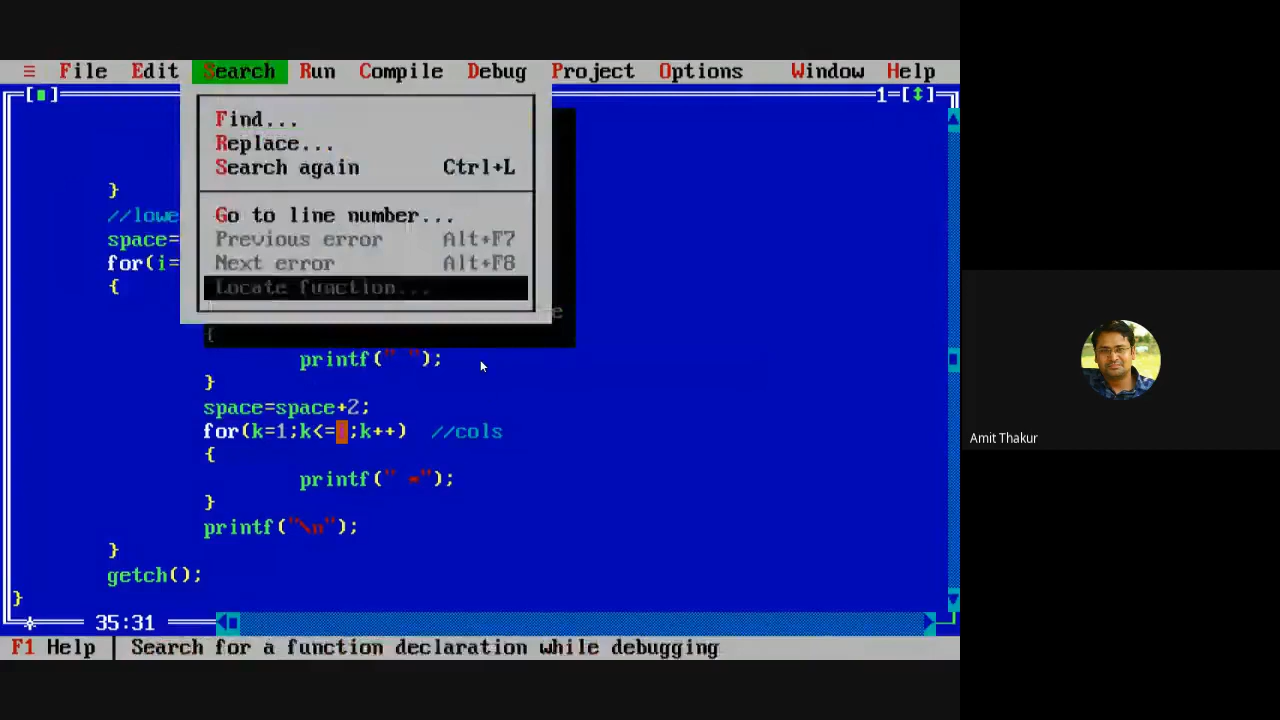 ≡ File Edit Search Run Compile Debug Project Options Window Help
[■] 1=[↕]
Find...
Replace...
Search again Ctrl+L
}
//lowe
Go to line number...
space=
Previous error Alt+F7
for(i=
Next error Alt+F8
{
Locate function...
e
{
printf(" ");
}
space=space+2;
for(k=1;k<= ;k++) //cols
{
printf(" *");
}
printf("\n");
}
getch();
}
35:31
F1 Help | Search for a function declaration while debugging
Amit Thakur